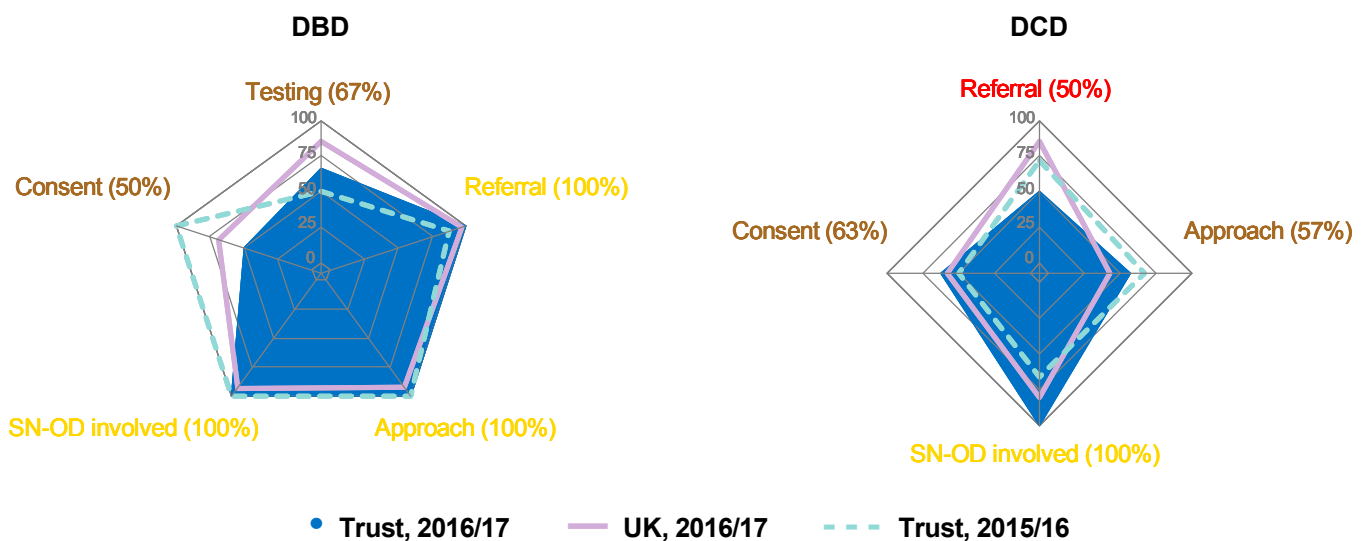 DBD
Testing (67%)
100
75
50
25
0
Consent (50%)
Referral (100%)
SN-OD involved (100%)
Approach (100%)
DCD
Referral (50%)
100
75
50
25
0
Consent (63%)
Approach (57%)
SN-OD involved (100%)
Trust, 2016/17
UK, 2016/17
Trust, 2015/16